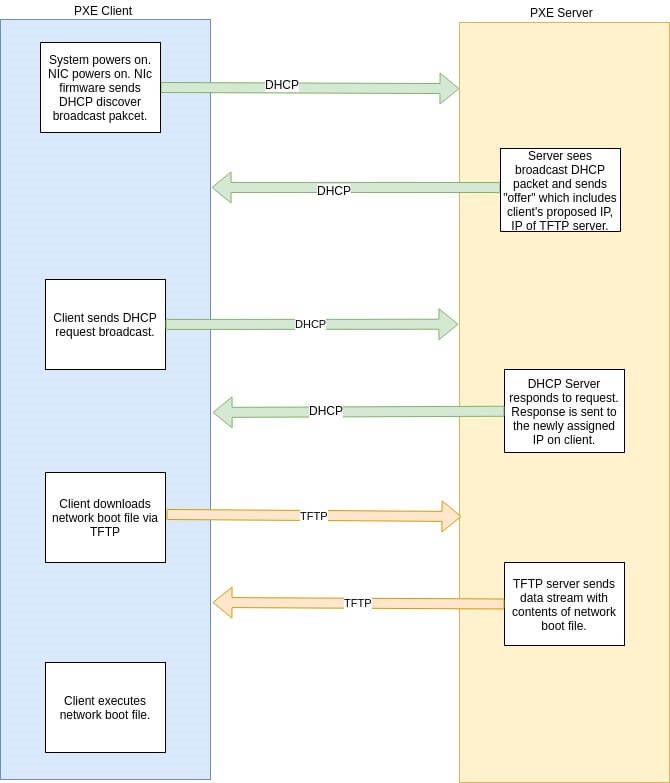 PXE Client
PXE Server
System powers on.
NIC powers on. NIc
firmware sends
DHCP discover
broadcast pakcet.
DHCP
Server sees
broadcast DHCP
packet and sends
"offer" which includes
client's proposed IP,
IP of TFTP server.
DHCP
Client sends DHCP
request broadcast.
DHCP
DHCP Server
responds to request.
Response is sent to
the newly assigned
IP on client.
DHCP
Client downloads
network boot file via
TFTP
TFTP
TFTP server sends
data stream with
contents of network
boot file.
TFTP
Client executes
network boot file.